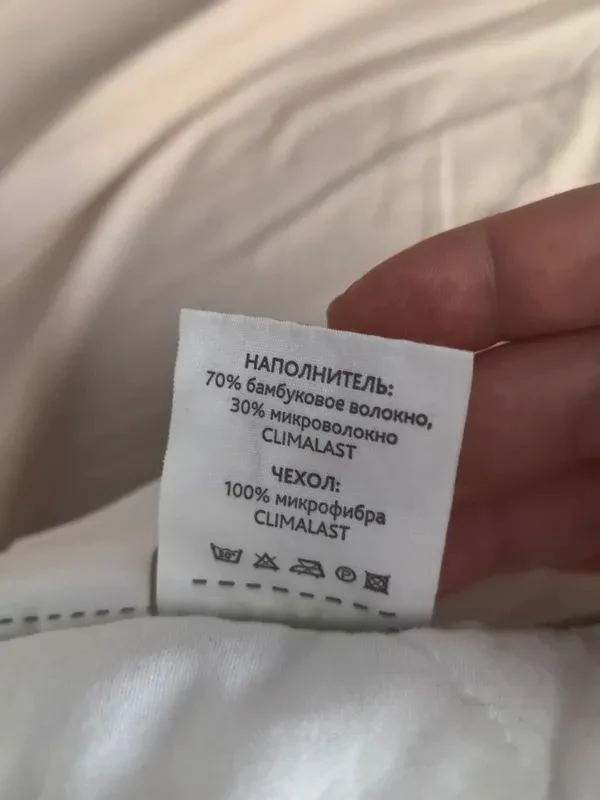 НАПОЛНИТЕЛЬ:
70% бамбуковое волокно,
30% микроволокно
CLIMALAST
ЧЕХОЛ:
100% микрофибра
CLIMALAST